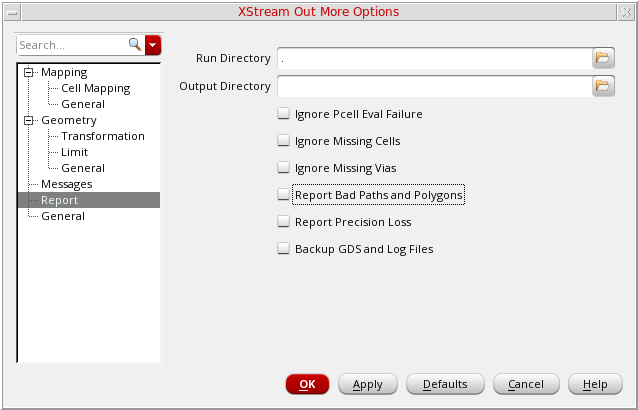 XStream Out More Options
Search...
Mapping
Cell Mapping
General
Geometry
Transformation
Limit
General
Messages
Report
General
Run Directory .
Output Directory
Ignore Pcell Eval Failure
Ignore Missing Cells
Ignore Missing Vias
Report Bad Paths and Polygons
Report Precision Loss
Backup GDS and Log Files
OK Apply Defaults Cancel Help